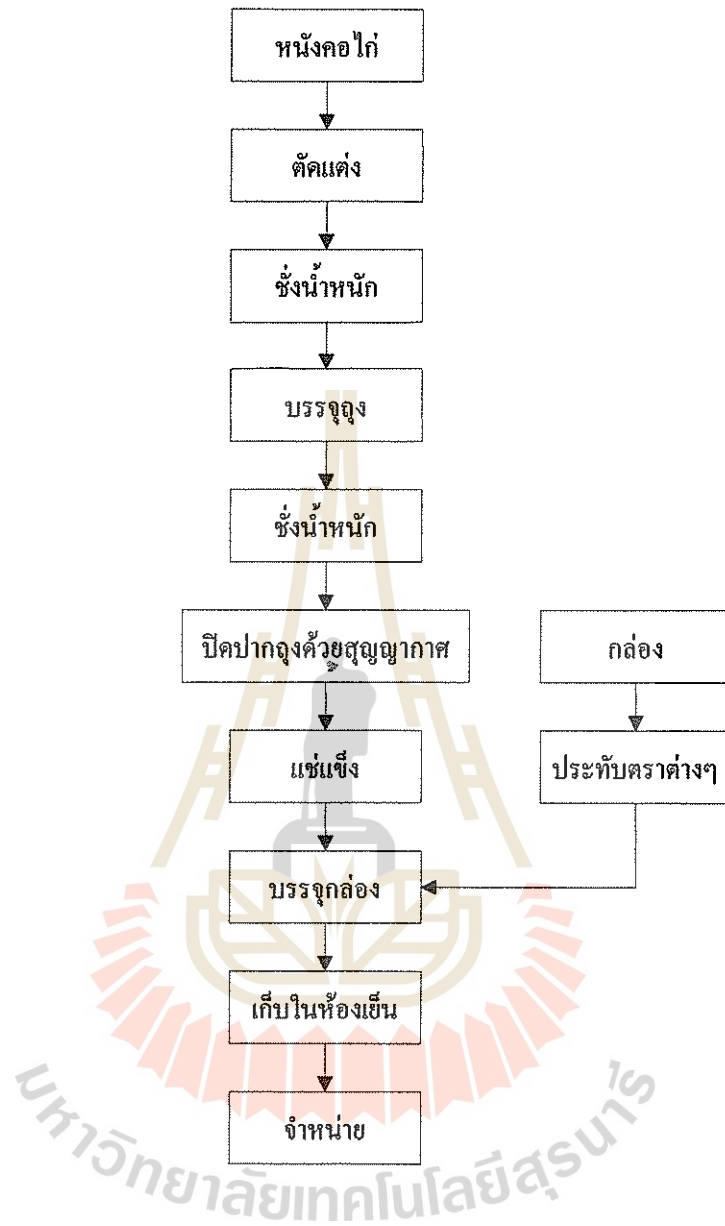 หนังคอไก่
ตัดแต่ง
ชั่งน้ำหนัก
บรรจุถุง
ชั่งน้ำหนัก
ปิดปากถุงด้วยสุญญากาศ
กล่อง
แช่แข็ง
ประทับตราต่างๆ
บรรจุกล่อง
เก็บในห้องเย็น
จำหน่าย
มหาวิทยาลัยเทคโนโลยีสุรนารี